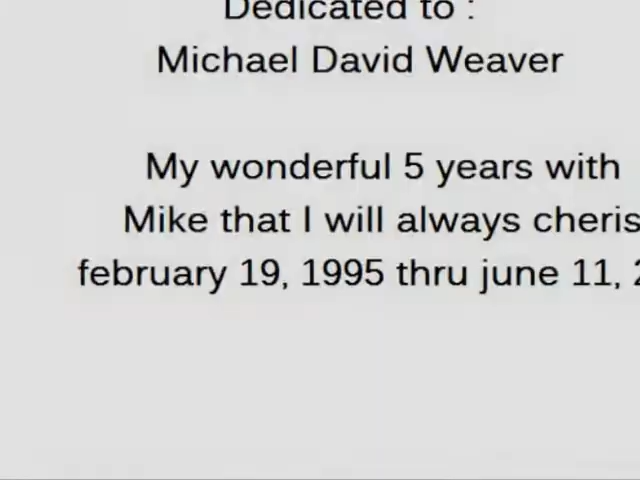 Dedicated to :
Michael David Weaver
My wonderful 5 years with
Mike that I will always cheris
february 19, 1995 thru june 11, 2